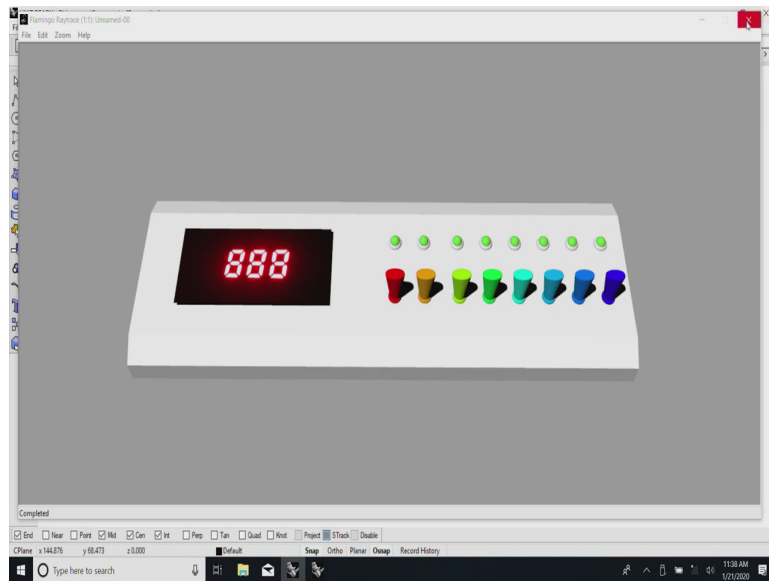 Flamingo Raytrace (1:1): Unnamed-00
File Edit Zoom Help
888
Completed
End Near Point Mid Cen Int Perp Tan Quad Knot Project STrack Disable
CPlane x 144.876 y 68.473 z 0.000 Default Snap Ortho Planar Osnap Record History
Type here to search
11:38 AM
1/21/2020